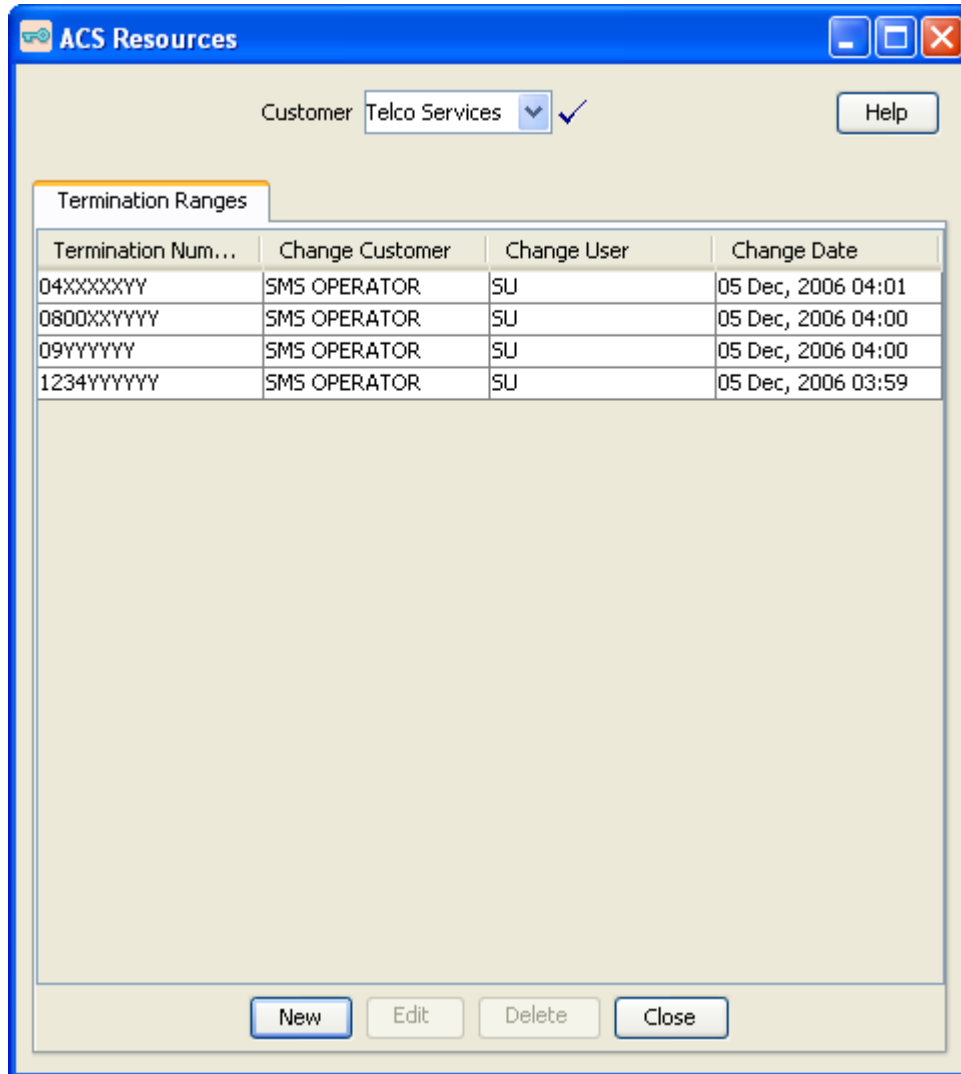 ACS Resources
Customer Telco Services Help
Termination Ranges
Termination Num... Change Customer Change User Change Date
04XXXXXYY SMS OPERATOR SU 05 Dec, 2006 04:01
0800XXYYYY SMS OPERATOR SU 05 Dec, 2006 04:00
09YYYYYY SMS OPERATOR SU 05 Dec, 2006 04:00
1234YYYYYY SMS OPERATOR SU 05 Dec, 2006 03:59
New Edit Delete Close